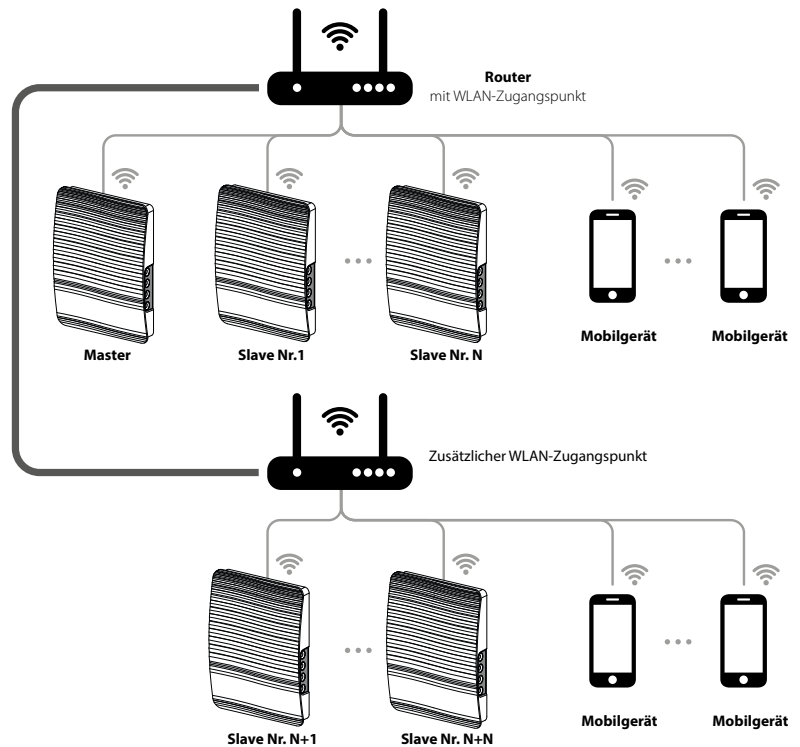 Router
mit WLAN-Zugangspunkt
Master
Slave Nr.1
Slave Nr. N
Mobilgerät
Mobilgerät
Zusätzlicher WLAN-Zugangspunkt
Slave Nr. N+1
Slave Nr. N+N
Mobilgerät
Mobilgerät